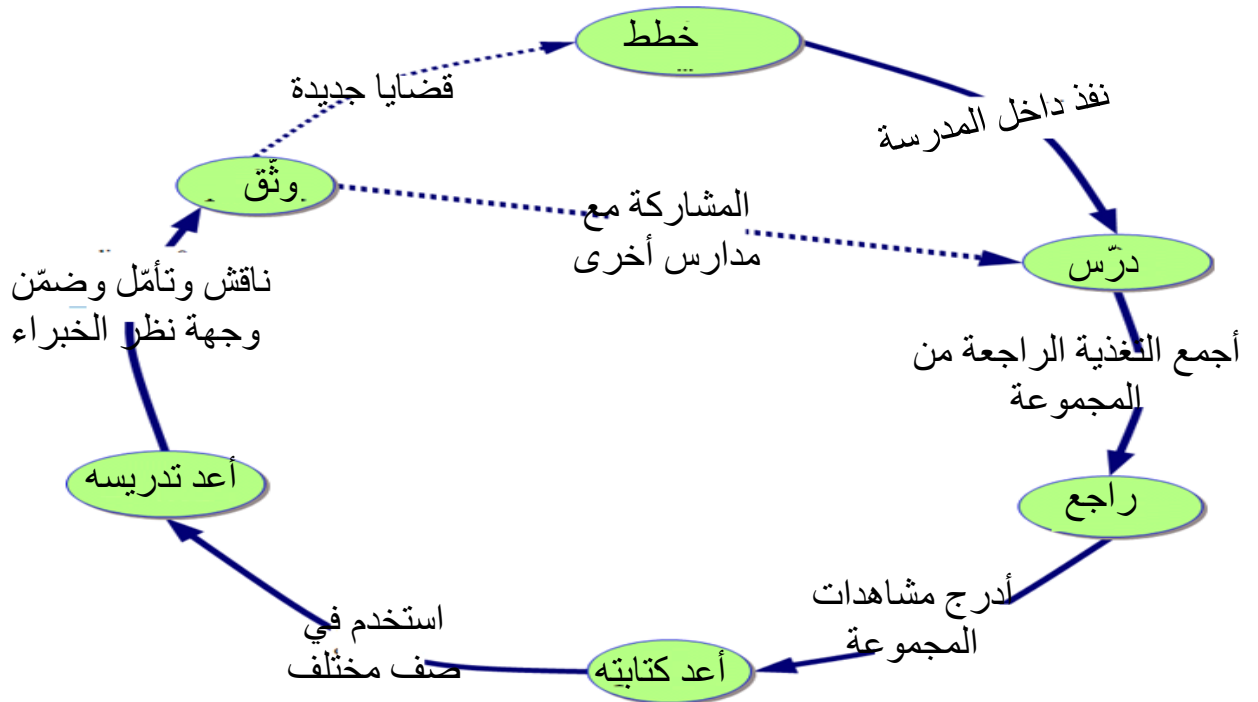 خطط
نفذ داخل المدرسة
درّس
أجمع التغذية الراجعة من
المجموعة
راجع
أدرج مشاهدات
المجموعة
أعد كتابته
استخدم في
صف مختلف
أعد تدريسه
ناقش وتأمّل وضمّن
وجهة نظر الخبراء
وثّق
قضايا جديدة
المشاركة مع
مدارس أخرى